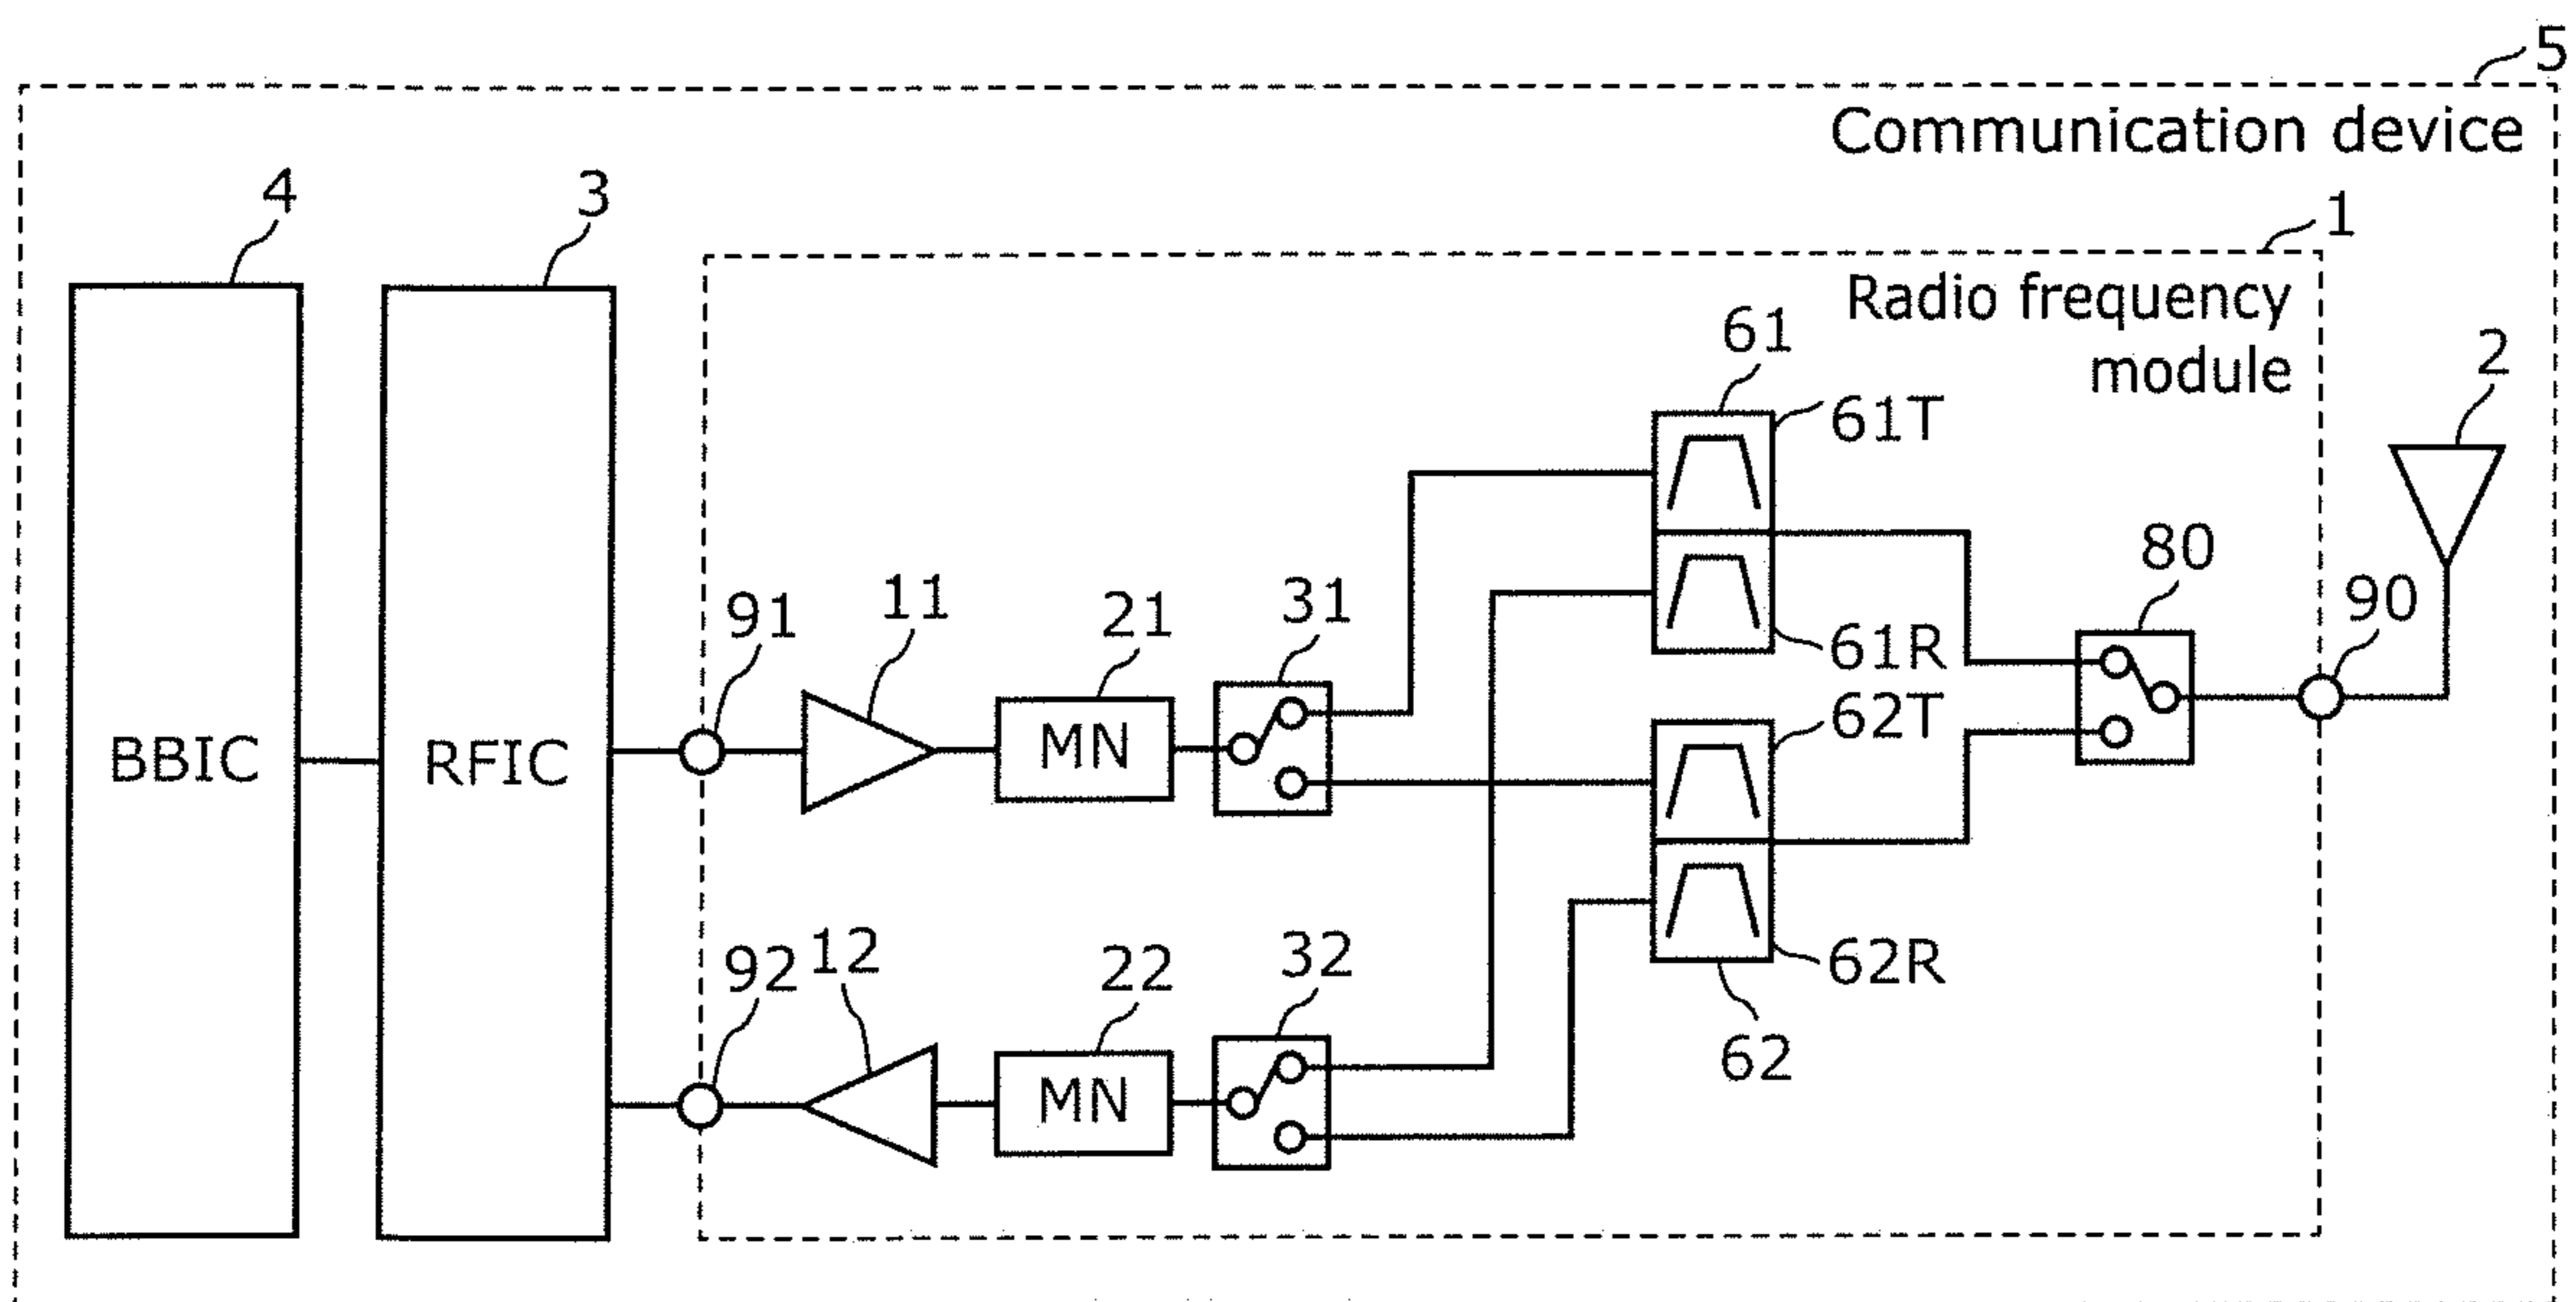 5
Communication device
4
3
1
Radio frequency
module
61
61T
2
80
90
91
11
21
31
61R
62T
BBIC
RFIC
MN
92
12
22
32
62R
62
MN